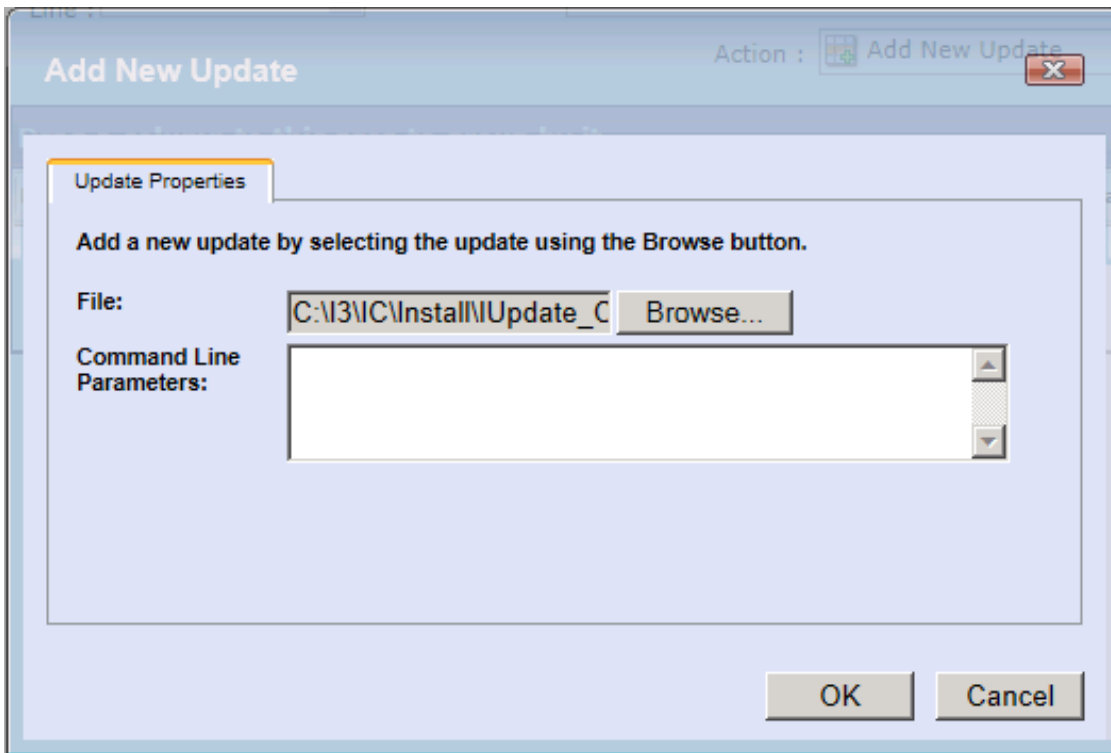 Line :
Action : Add New Update
Add New Update
Update Properties
Add a new update by selecting the update using the Browse button.
File: C:\I3\IC\Install\IUpdate_C Browse...
Command Line
Parameters:
OK Cancel